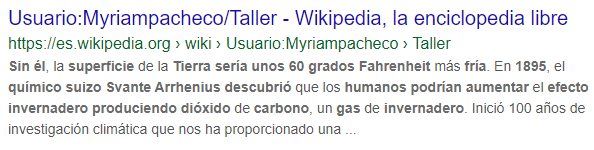 Usuario:Myriampacheco/Taller - Wikipedia, la enciclopedia libre
https://es.wikipedia.org › wiki › Usuario:Myriampacheco › Taller
Sin él, la superficie de la Tierra sería unos 60 grados Fahrenheit más fría. En 1895, el
químico suizo Svante Arrhenius descubrió que los humanos podrían aumentar el efecto
invernadero produciendo dióxido de carbono, un gas de invernadero. Inició 100 años de
investigación climática que nos ha proporcionado una ...